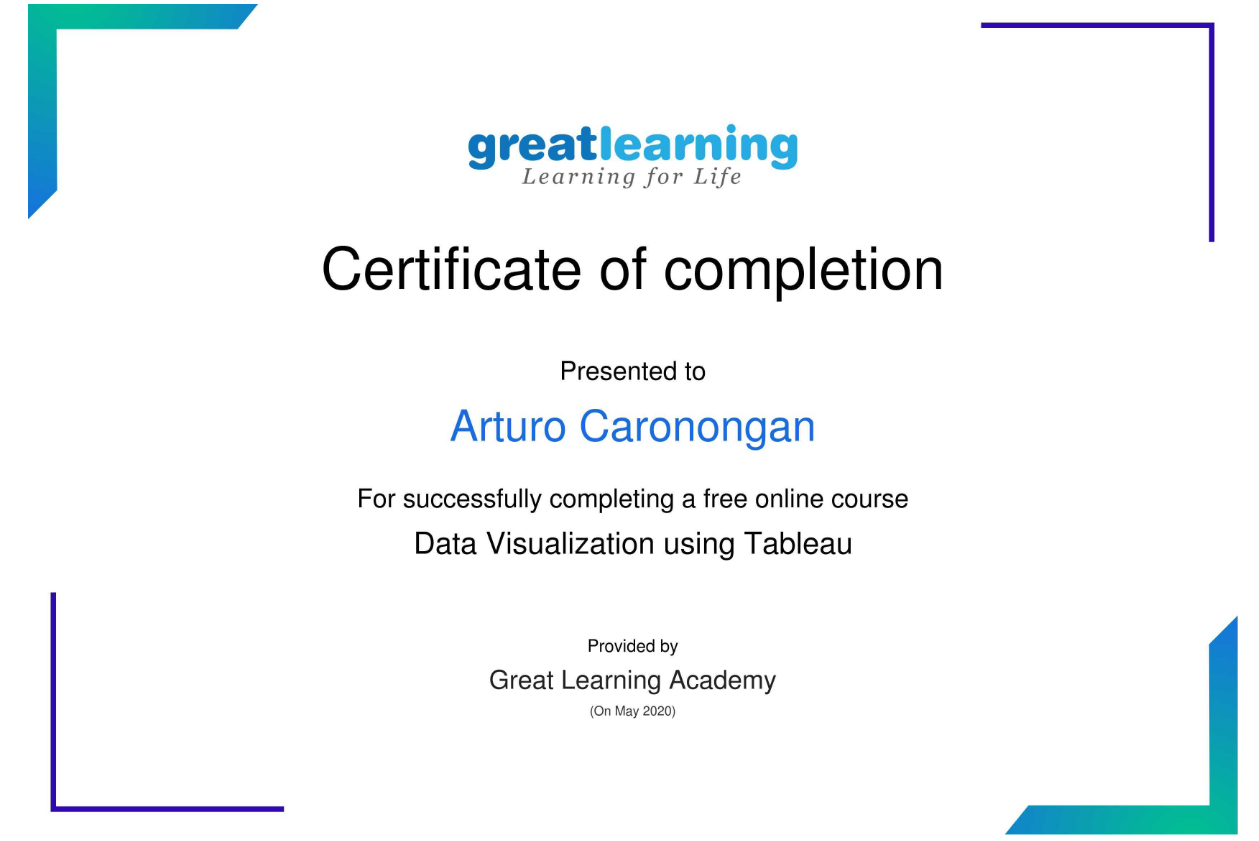 greatlearning
Learning for Life
Certificate of completion
Presented to
Arturo Caronongan
For successfully completing a free online course
Data Visualization using Tableau
Provided by
Great Learning Academy
(On May 2020)